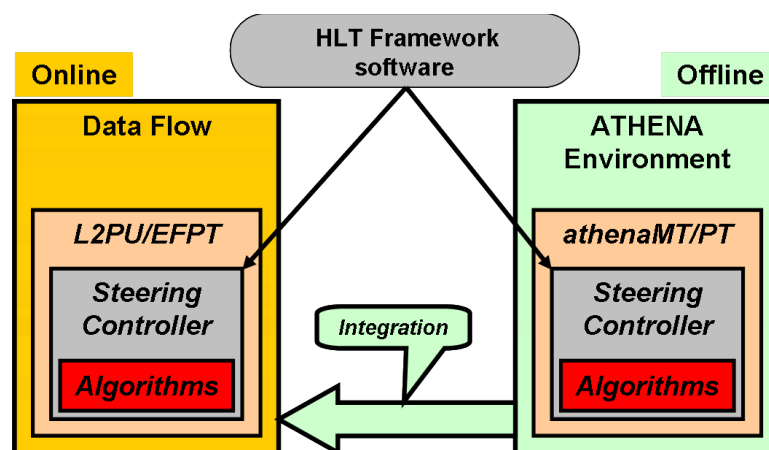 HLT Framework
software
Online
Offline
Data Flow
L2PU/EFPT
Steering
Controller
Algorithms
Integration
ATHENA
Environment
athenaMT/PT
Steering
Controller
Algorithms